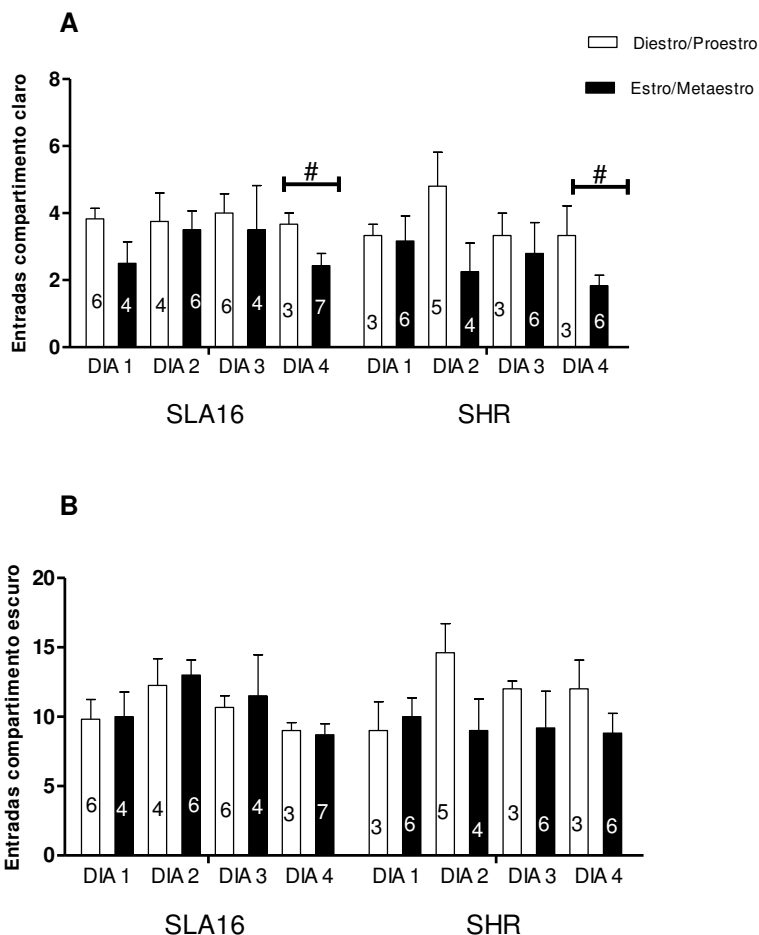 A
Diestro/Proestro
Estro/Metaestro
Entradas compartimento claro
8
6
4
2
0
#
#
6 4 4 6 6 4 3 7 3 6 5 4 3 6 3 6
DIA 1 DIA 2 DIA 3 DIA 4 DIA 1 DIA 2 DIA 3 DIA 4
SLA16 SHR
B
Entradas compartimento escuro
20
15
10
5
0
6 4 4 6 6 4 3 7 3 6 5 4 3 6 3 6
DIA 1 DIA 2 DIA 3 DIA 4 DIA 1 DIA 2 DIA 3 DIA 4
SLA16 SHR